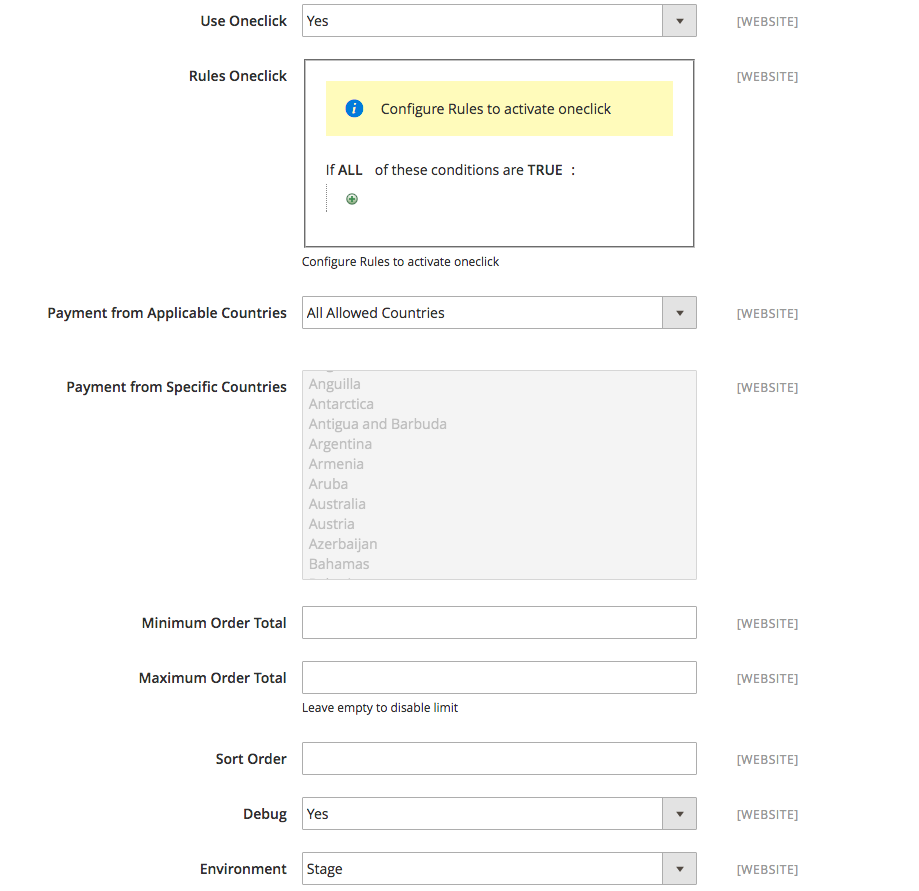 Use Oneclick Yes [WEBSITE]
Rules Oneclick [WEBSITE]
Configure Rules to activate oneclick
If ALL of these conditions are TRUE :
Configure Rules to activate oneclick
Payment from Applicable Countries All Allowed Countries [WEBSITE]
Payment from Specific Countries [WEBSITE]
Anguilla
Antarctica
Antigua and Barbuda
Argentina
Armenia
Aruba
Australia
Austria
Azerbaijan
Bahamas
Minimum Order Total [WEBSITE]
Maximum Order Total [WEBSITE]
Leave empty to disable limit
Sort Order [WEBSITE]
Debug Yes [WEBSITE]
Environment Stage [WEBSITE]